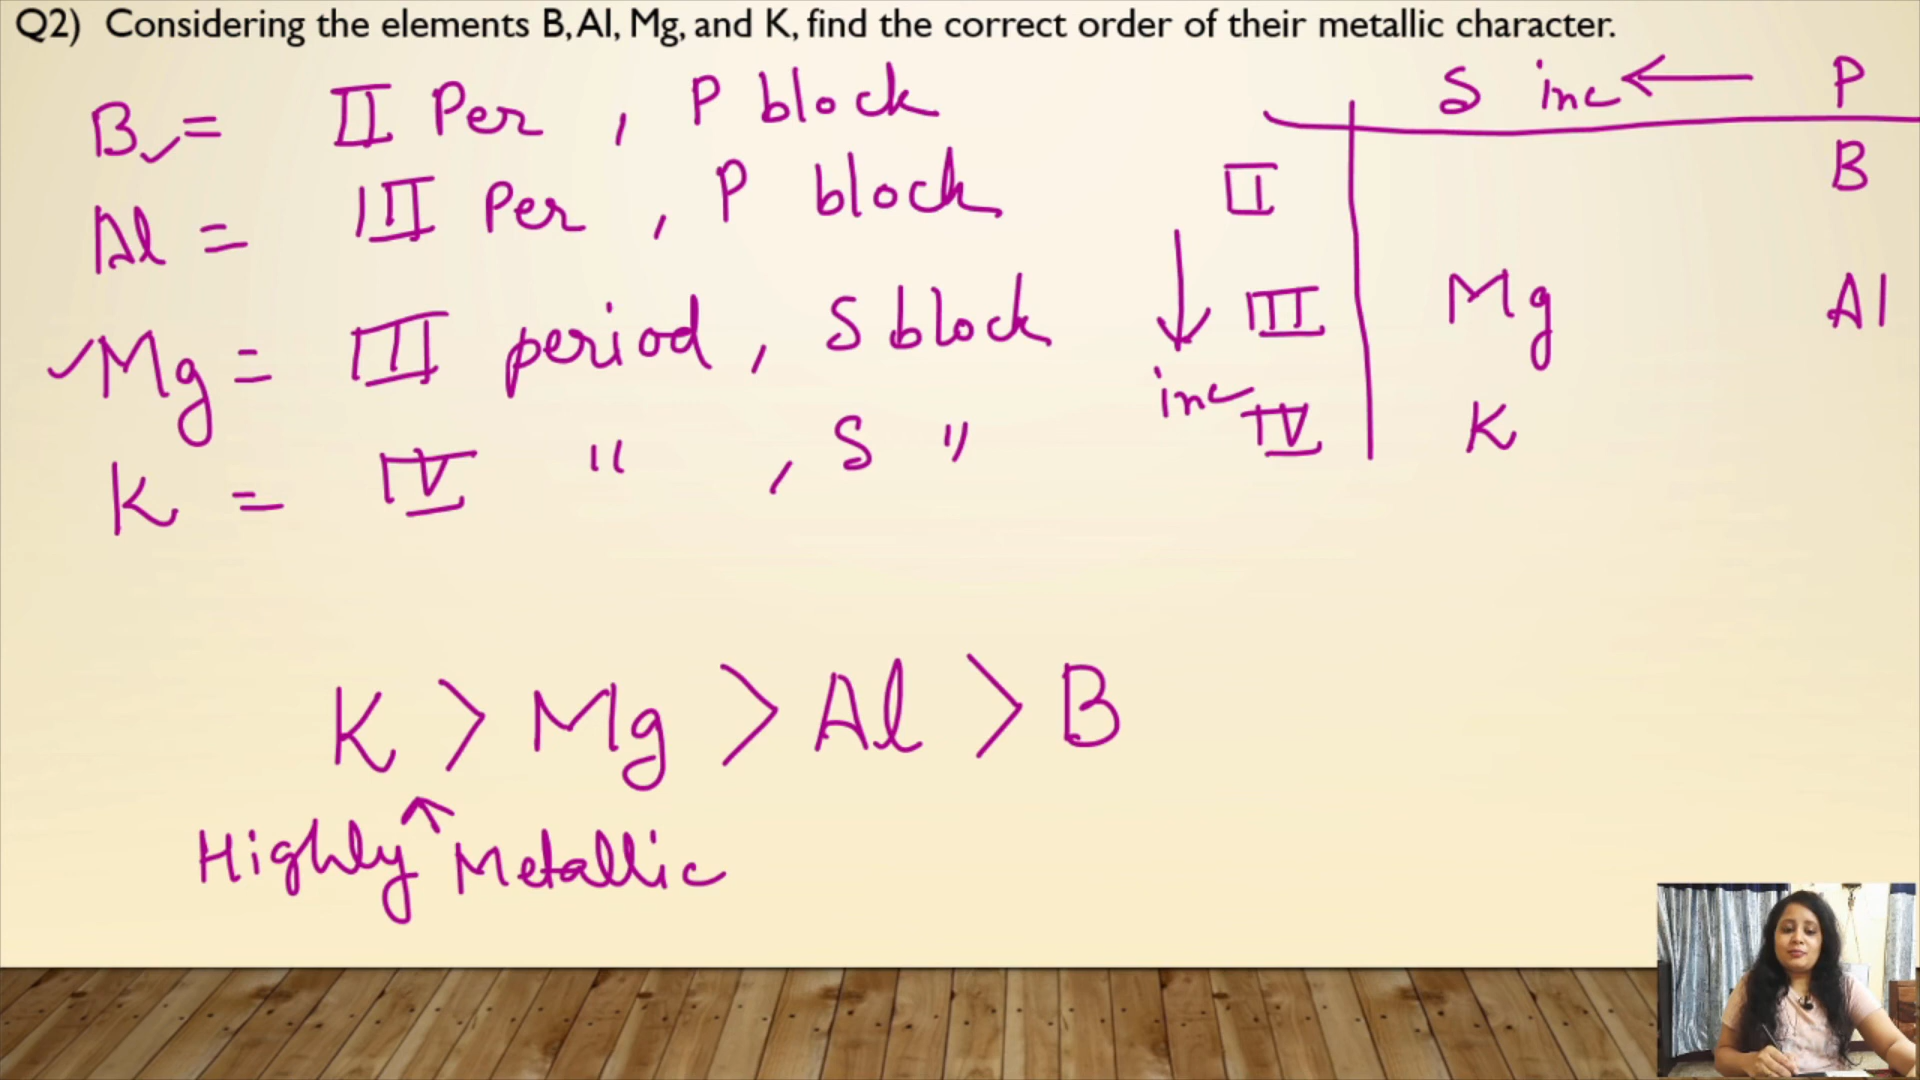 Q2) Considering the elements B, Al, Mg, and K, find the correct order of their metallic character.
B = II Per , P block
Al = III Per , P block
Mg = III period , S block
K = IV " , S "
S inc ← P
II B
III Mg Al
↓ inc
IV K
K > Mg > Al > B
↑
Highly Metallic